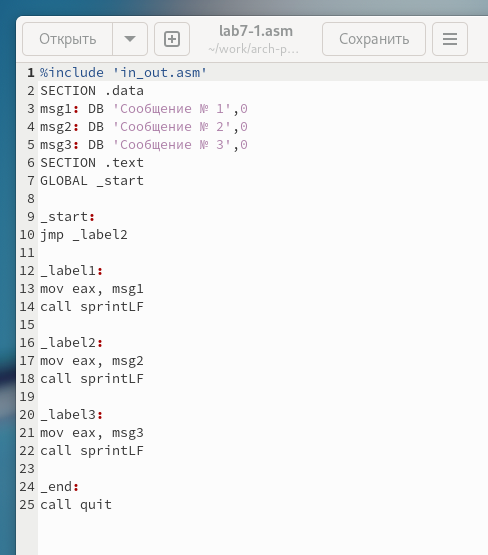 Открыть
lab7-1.asm
~/work/arch-p...
Сохранить
1 %include 'in_out.asm'
2 SECTION .data
3 msg1: DB 'Сообщение № 1',0
4 msg2: DB 'Сообщение № 2',0
5 msg3: DB 'Сообщение № 3',0
6 SECTION .text
7 GLOBAL _start
8
9 _start:
10 jmp _label2
11
12 _label1:
13 mov eax, msg1
14 call sprintLF
15
16 _label2:
17 mov eax, msg2
18 call sprintLF
19
20 _label3:
21 mov eax, msg3
22 call sprintLF
23
24 _end:
25 call quit